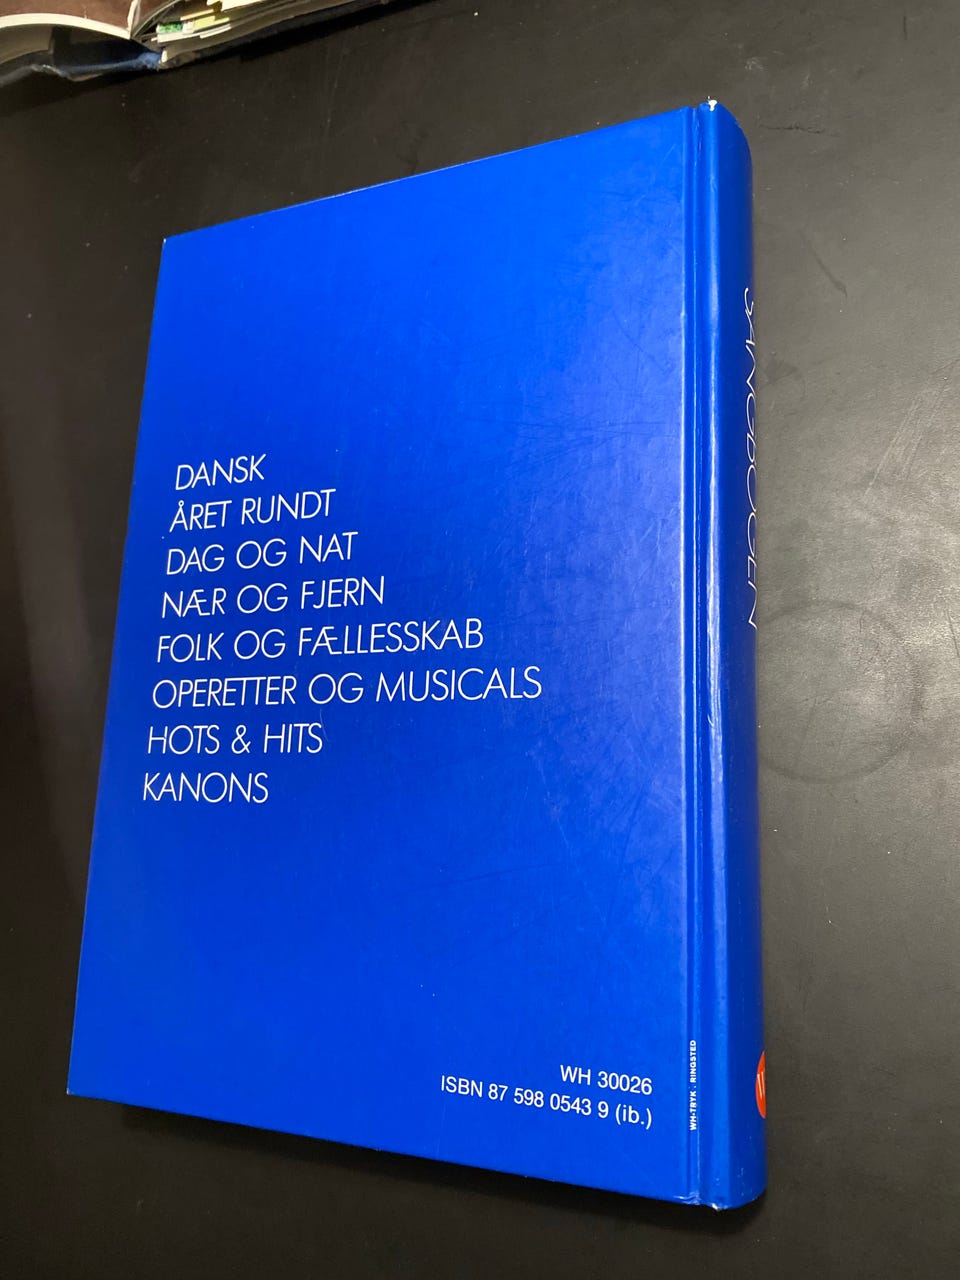 DANSK
ÅRET RUNDT
DAG OG NAT
NÆR OG FJERN
FOLK OG FÆLLESSKAB
OPERETTER OG MUSICALS
HOTS & HITS
KANONS
WH 30026
ISBN 87 598 0543 9 (ib.)
WH-TRYK · RINGSTED
SANGBOGEN